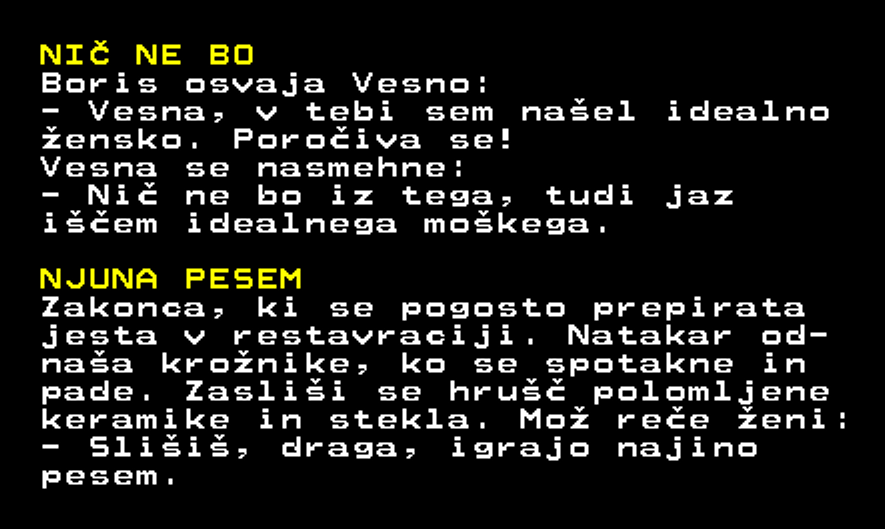 NIČ NE BO
Boris osvaja Vesno:
- Vesna, v tebi sem našel idealno
žensko. Poročiva se!
Vesna se nasmehne:
- Nič ne bo iz tega, tudi jaz
iščem idealnega moškega.
NJUNA PESEM
Zakonca, ki se pogosto prepirata
jesta v restavraciji. Natakar od-
naša krožnike, ko se spotakne in
pade. Zasliši se hrušč polomljene
keramike in stekla. Mož reče ženi:
- Slišiš, draga, igrajo najino
pesem.